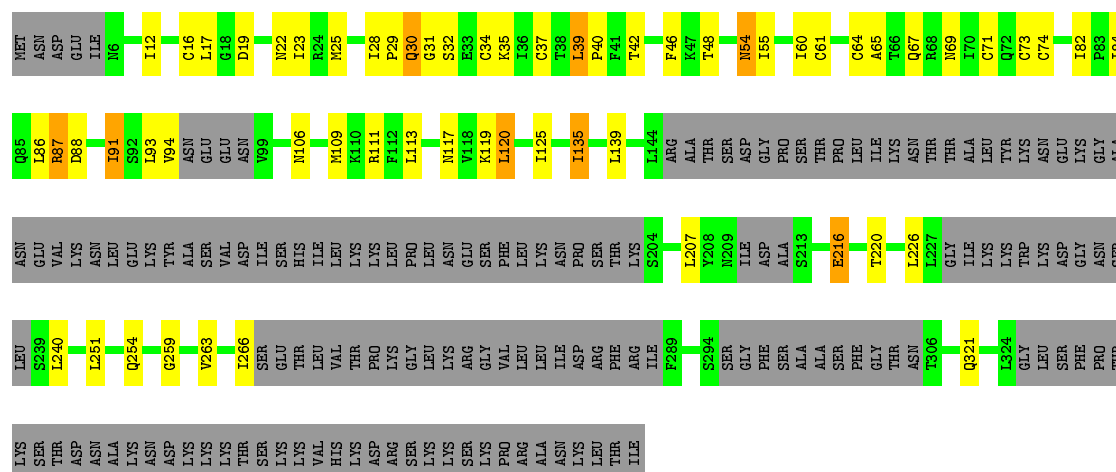 MET ASN ASP GLU ILE N6 I12 C16 L17 G18 D19 N22 I23 R24 M25 I28 P29 Q30 G31 S32 E33 C34 K35 I36 C37 T38 L39 P40 F41 T42 F46 K47 T48 N54 I55 I60 C61 C64 A65 T66 Q67 R68 N69 I70 C71 Q72 C73 C74 I82 P83
Q85 L86 R87 D88 I91 S92 L93 V94 ASN GLU GLU ASN V99 N106 M109 K110 R111 F112 L113 N117 V118 K119 L120 I125 I135 L139 L144 ARG ALA THR SER ASP GLY PRO SER THR PRO LEU ILE LYS ASN THR THR ALA LEU TYR LYS ASN GLU LYS GLY ALA
ASN GLU VAL LYS ASN LEU GLU LYS TYR ALA SER VAL ASP ILE SER HIS ILE LEU LYS LYS LEU PRO LEU ASN GLU SER PHE LEU LYS ASN PRO SER THR LYS S204 L207 Y208 N209 ILE ASP ALA S213 E216 T220 L226 L227 GLY ILE LYS LYS TRP LYS ASP GLY ASN SER
LEU S239 L240 L251 Q254 G259 V263 I266 SER GLU THR LEU VAL THR PRO LYS GLY LEU LYS ARG GLY VAL LEU LEU ILE ASP ARG PHE ARG ILE F289 S294 SER GLY PHE SER ALA ALA SER PHE GLY THR ASN T306 Q321 L324 GLY LEU SER PHE PRO THR
LYS SER THR ASP ASN ALA LYS ASN ASP LYS LYS LYS THR SER LYS LYS VAL HIS LYS ASP ARG SER LYS LYS SER LYS PRO ARG ALA ASN LYS LEU THR ILE